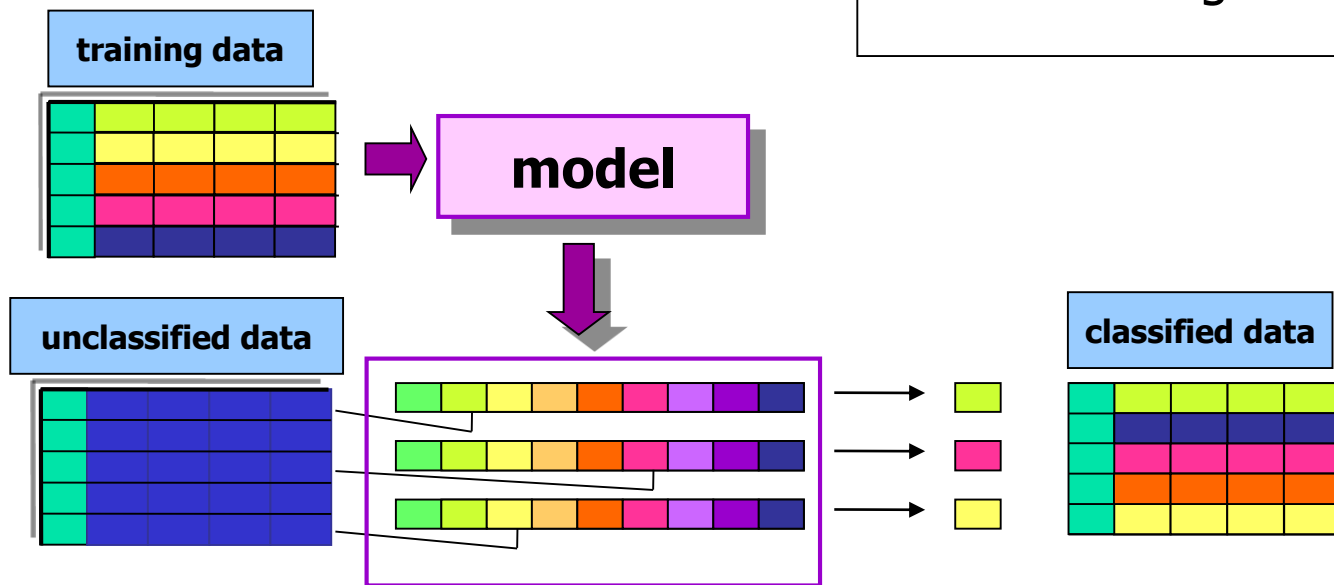 training data
model
unclassified data
classified data